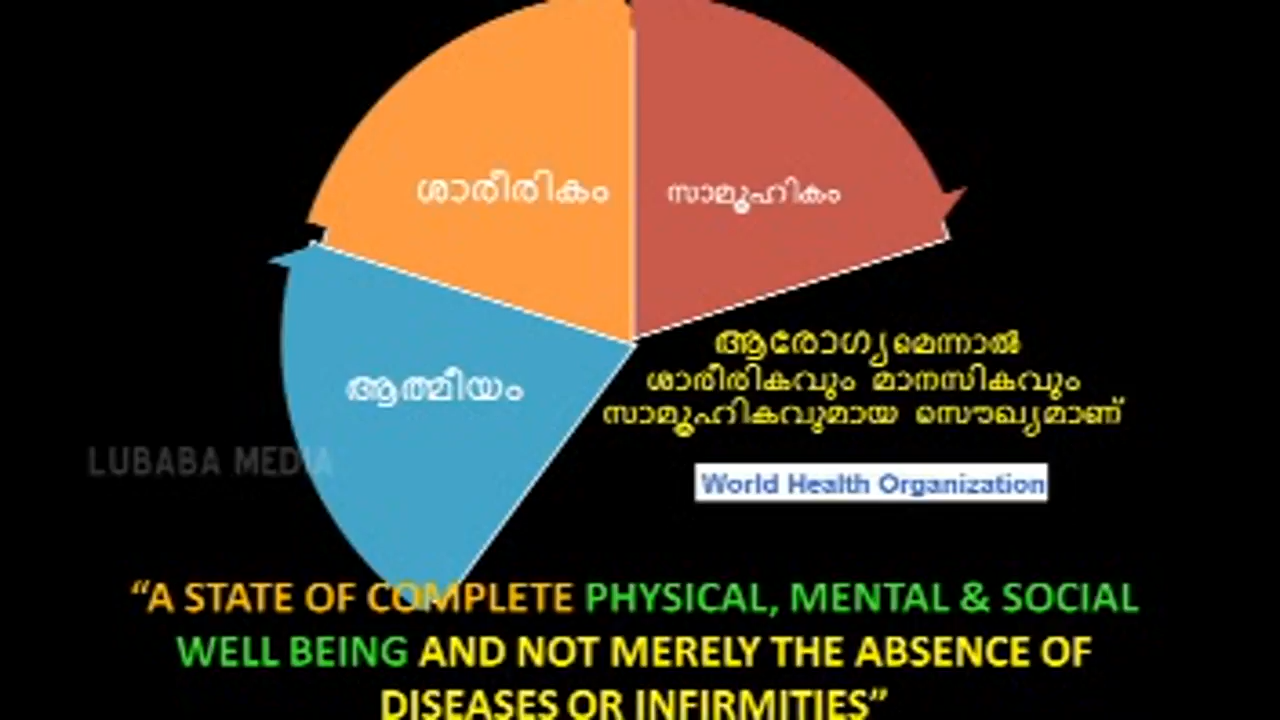 ശാരീരികം
സാമൂഹികം
ആത്മീയം
ആരോഗ്യമെന്നാൽ
ശാരീരികവും മാനസികവും
സാമൂഹികവുമായ സൌഖ്യമാണ്
LUBABA MEDIA
World Health Organization
“A STATE OF COMPLETE PHYSICAL, MENTAL & SOCIAL
WELL BEING AND NOT MERELY THE ABSENCE OF
DISEASES OR INFIRMITIES”